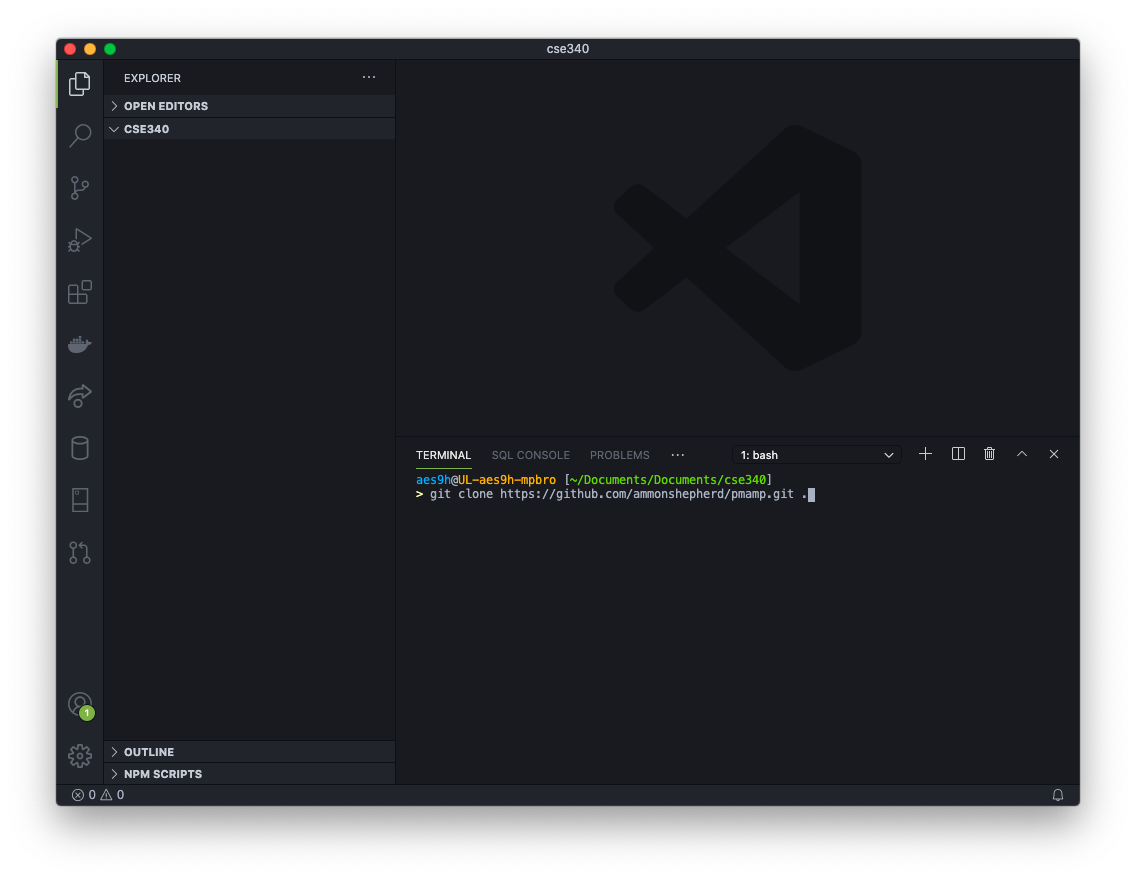 cse340
EXPLORER
OPEN EDITORS
CSE340
TERMINAL SQL CONSOLE PROBLEMS 1: bash
aes9h@UL-aes9h-mpbro [~/Documents/Documents/cse340]
> git clone https://github.com/ammonshepherd/pmamp.git .
1
OUTLINE
NPM SCRIPTS
0 0